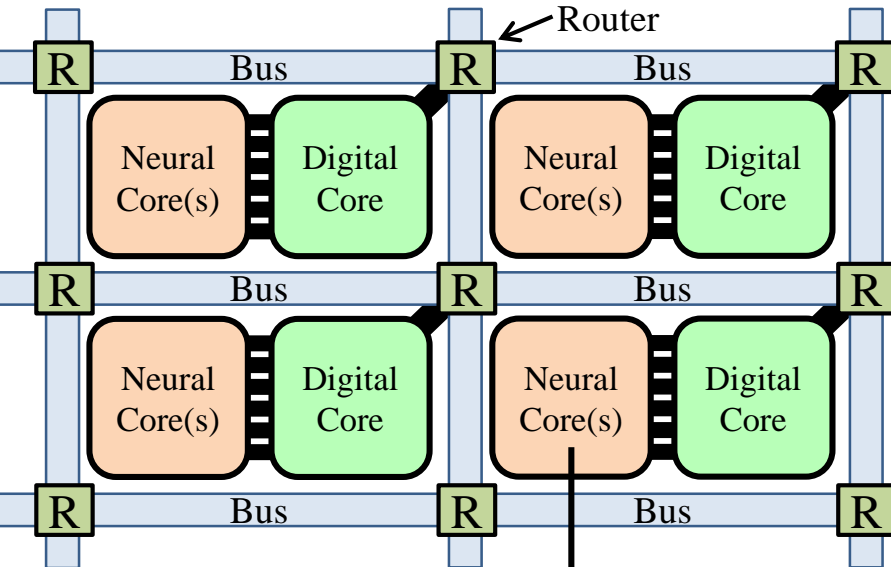 Router
R Bus R Bus R
Neural Digital Neural Digital
Core(s) Core Core(s) Core
R Bus R Bus R
Neural Digital Neural Digital
Core(s) Core Core(s) Core
R Bus R Bus R